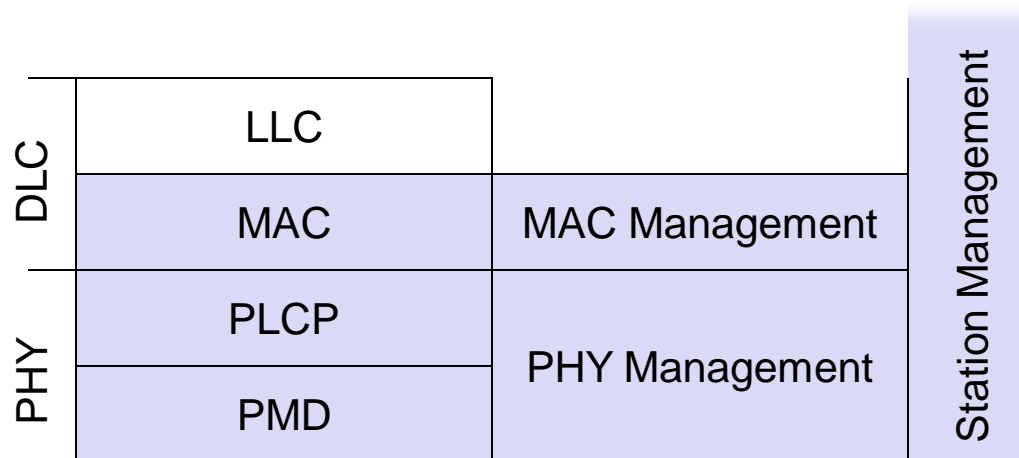 DLC
LLC
MAC
MAC Management
PHY
PLCP
PMD
PHY Management
Station Management